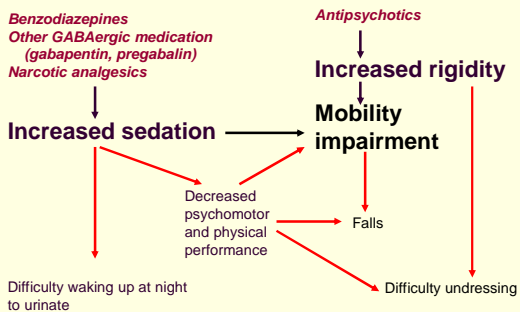 Benzodiazepines
Other GABAergic medication
(gabapentin, pregabalin)
Narcotic analgesics
Antipsychotics
Increased rigidity
Increased sedation
Mobility
impairment
Decreased
psychomotor
and physical
performance
Falls
Difficulty waking up at night
to urinate
Difficulty undressing